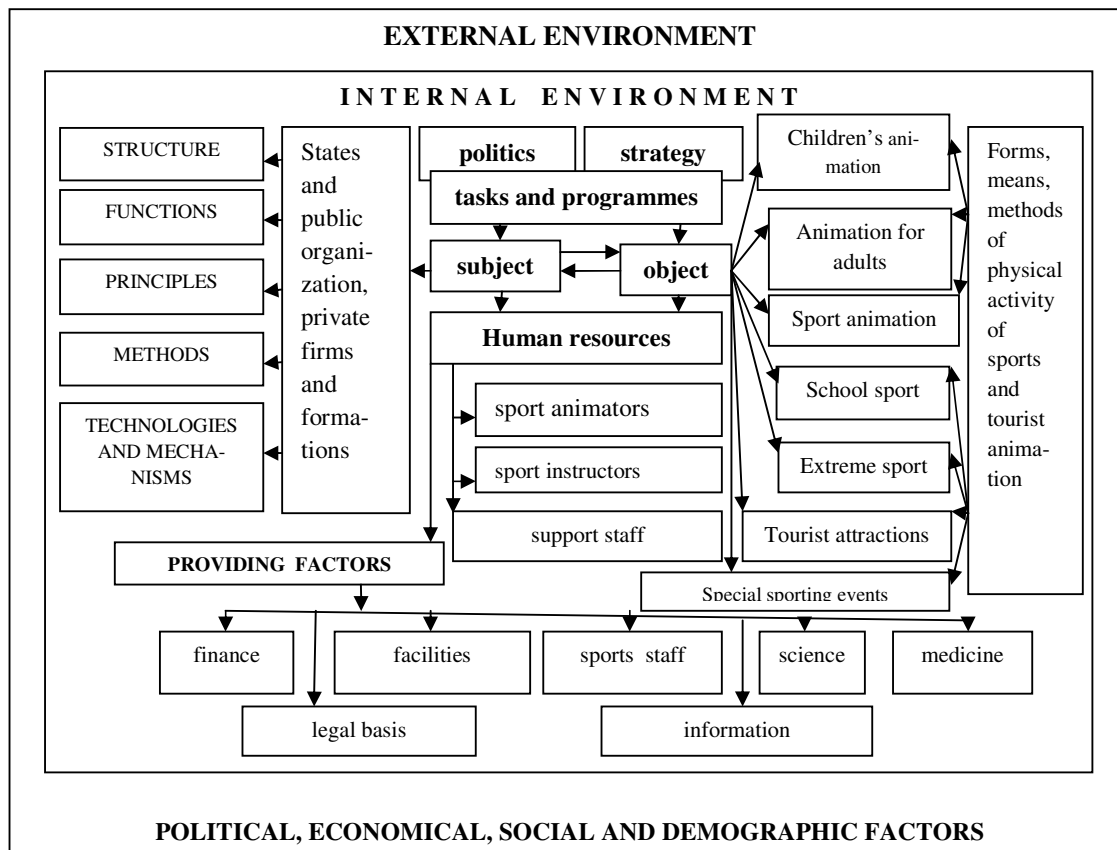 EXTERNAL ENVIRONMENT
INTERNAL ENVIRONMENT
STRUCTURE
FUNCTIONS
PRINCIPLES
METHODS
TECHNOLOGIES
AND MECHA-
NISMS
States
and
public
organi-
zation,
private
firms
and
forma-
tions
politics
strategy
tasks and programmes
subject
object
Human resources
sport animators
sport instructors
support staff
Children's ani-
mation
Animation for
adults
Sport animation
School sport
Extreme sport
Tourist attractions
Special sporting events
Forms,
means,
methods
of
physical
activity
of
sports
and
tourist
anima-
tion
PROVIDING FACTORS
finance
facilities
sports staff
science
medicine
legal basis
information
POLITICAL, ECONOMICAL, SOCIAL AND DEMOGRAPHIC FACTORS